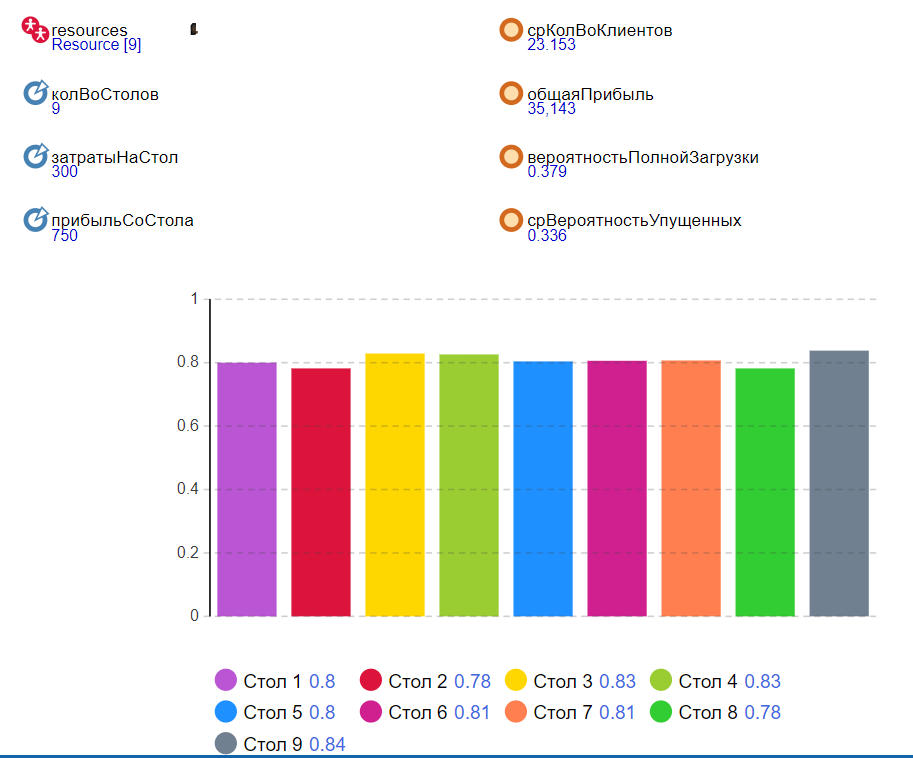 resources
Resource [9]
срКолВоКлиентов
23.153
колВоСтолов
9
общаяПрибыль
35,143
затратыНаСтол
300
вероятностьПолнойЗагрузки
0.379
прибыльСоСтола
750
срВероятностьУпущенных
0.336
1
0.8
0.6
0.4
0.2
0
Стол 1 0.8
Стол 2 0.78
Стол 3 0.83
Стол 4 0.83
Стол 5 0.8
Стол 6 0.81
Стол 7 0.81
Стол 8 0.78
Стол 9 0.84